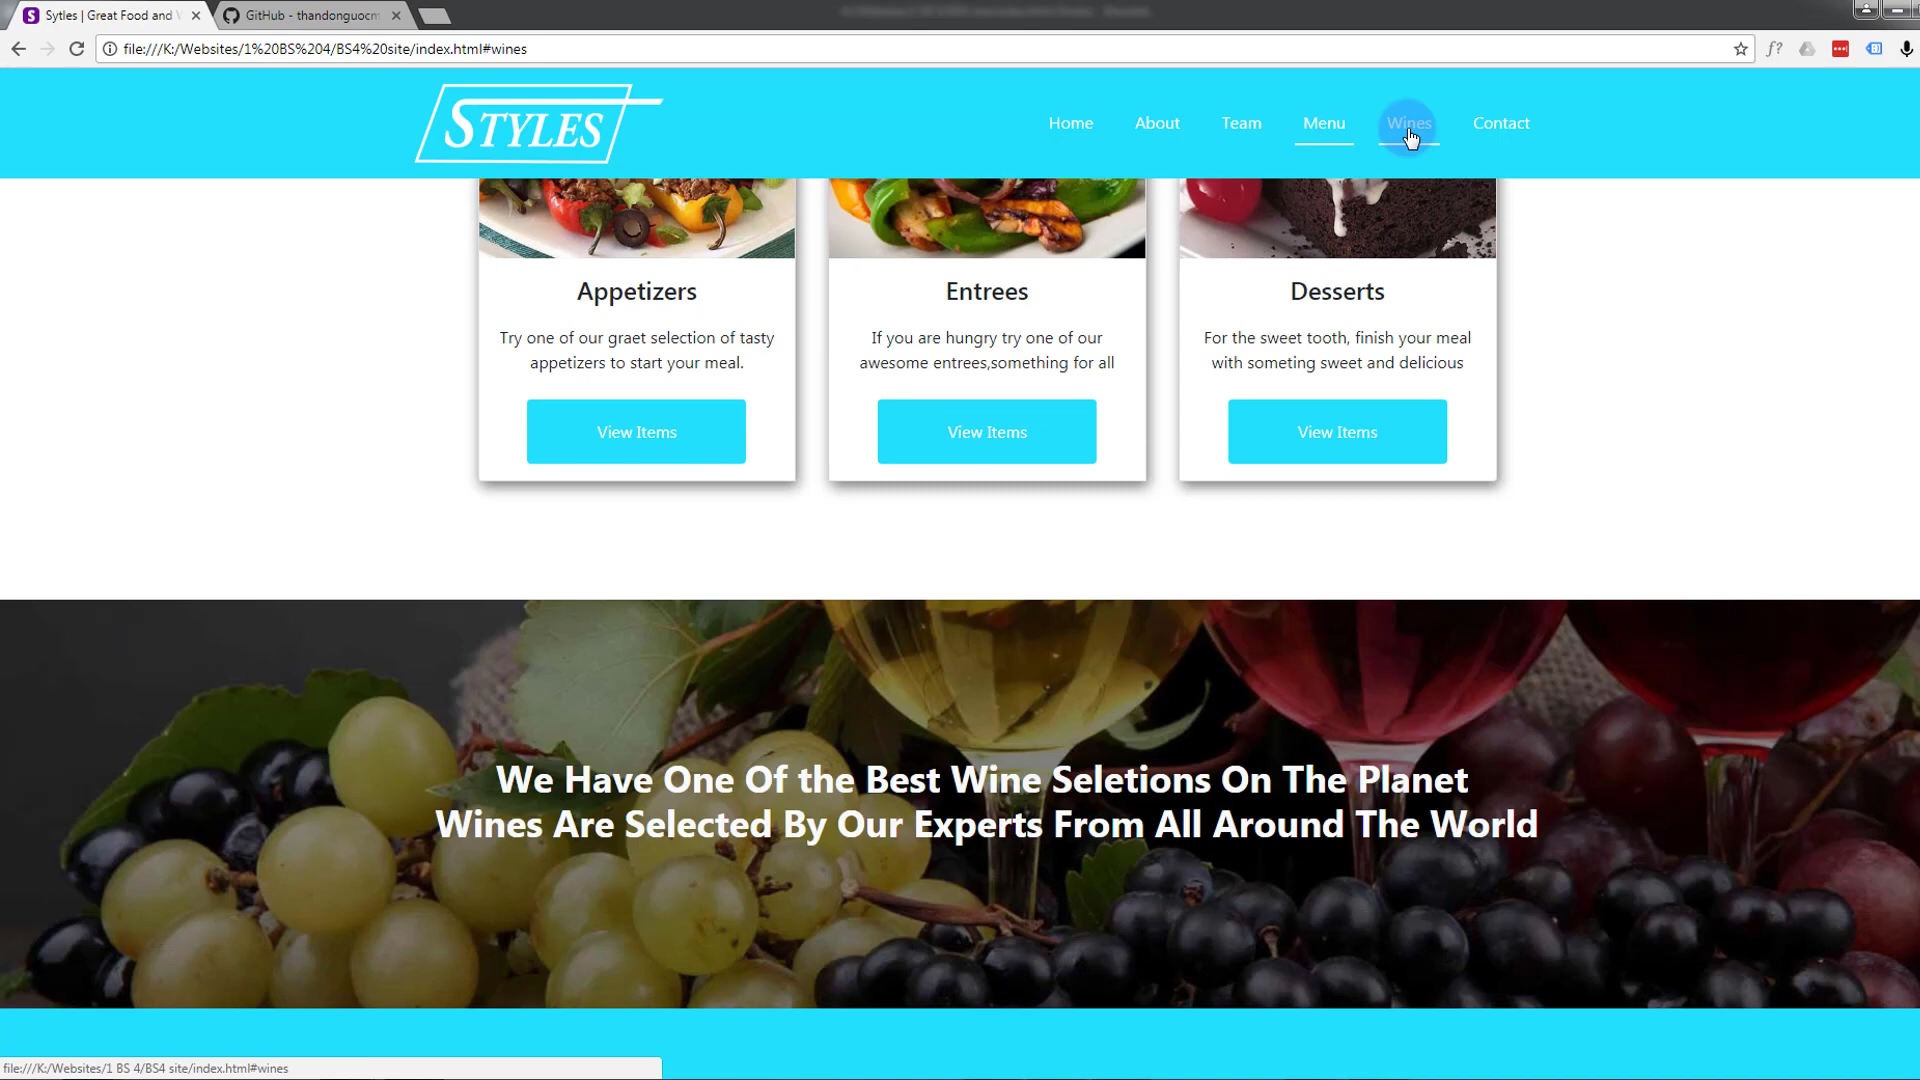 Sytles | Great Food and
GitHub - thandonguocm
file:///K:/Websites/1%20BS%204/BS4%20site/index.html#wines
f?
STYLES
Home
About
Team
Menu
Wines
Contact
Appetizers
Try one of our graet selection of tasty
appetizers to start your meal.
View Items
Entrees
If you are hungry try one of our
awesome entrees,something for all
View Items
Desserts
For the sweet tooth, finish your meal
with someting sweet and delicious
View Items
We Have One Of the Best Wine Seletions On The Planet
Wines Are Selected By Our Experts From All Around The World
file:///K:/Websites/1 BS 4/BS4 site/index.html#wines